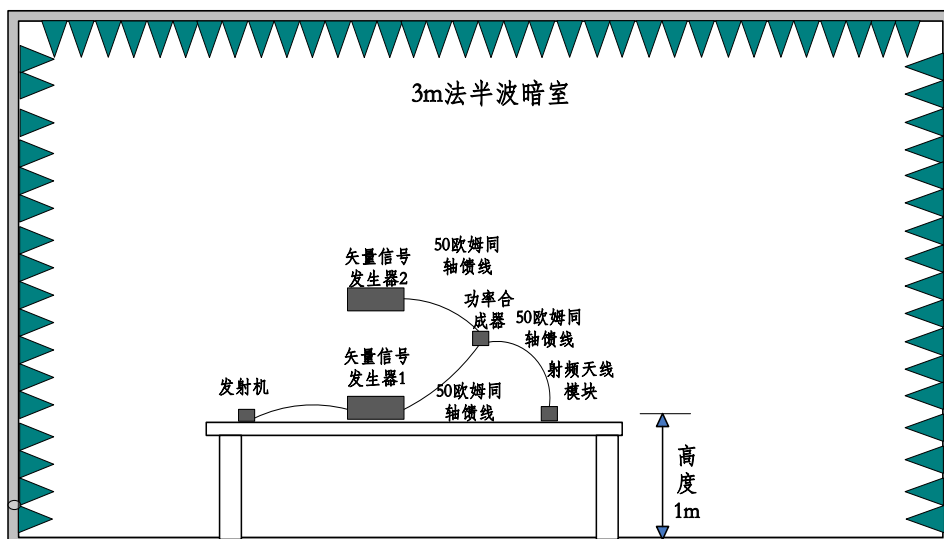 3m法半波暗室
矢量信号
发生器2
50欧姆同
轴馈线
功率合
成器
50欧姆同
轴馈线
矢量信号
发生器1
射频天线
模块
发射机
50欧姆同
轴馈线
高
度
1m